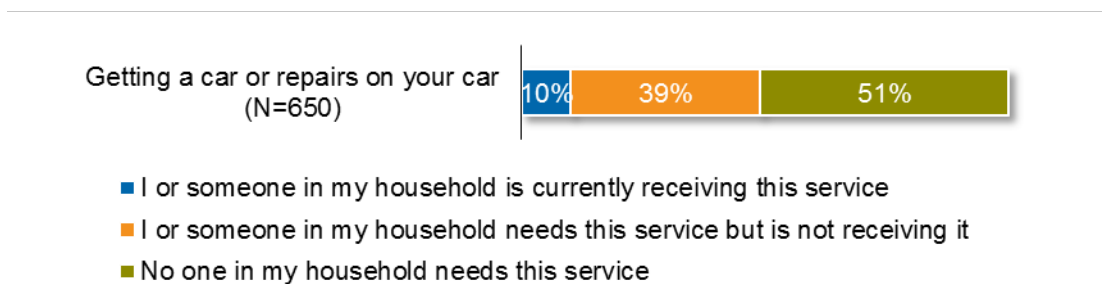 Getting a car or repairs on your car
(N=650)
10% 39% 51%
I or someone in my household is currently receiving this service
I or someone in my household needs this service but is not receiving it
No one in my household needs this service